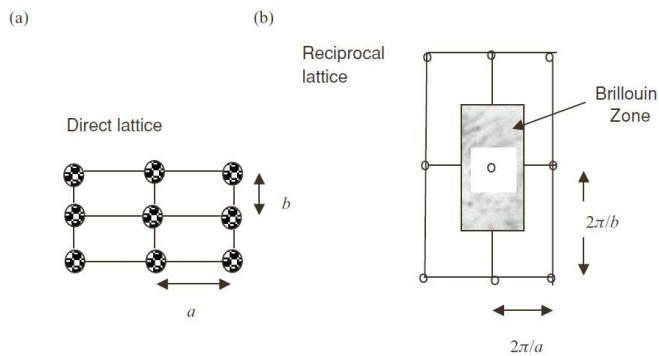 (a)
(b)
Reciprocal
lattice
Brillouin
Zone
Direct lattice
b
a
2π/b
2π/a